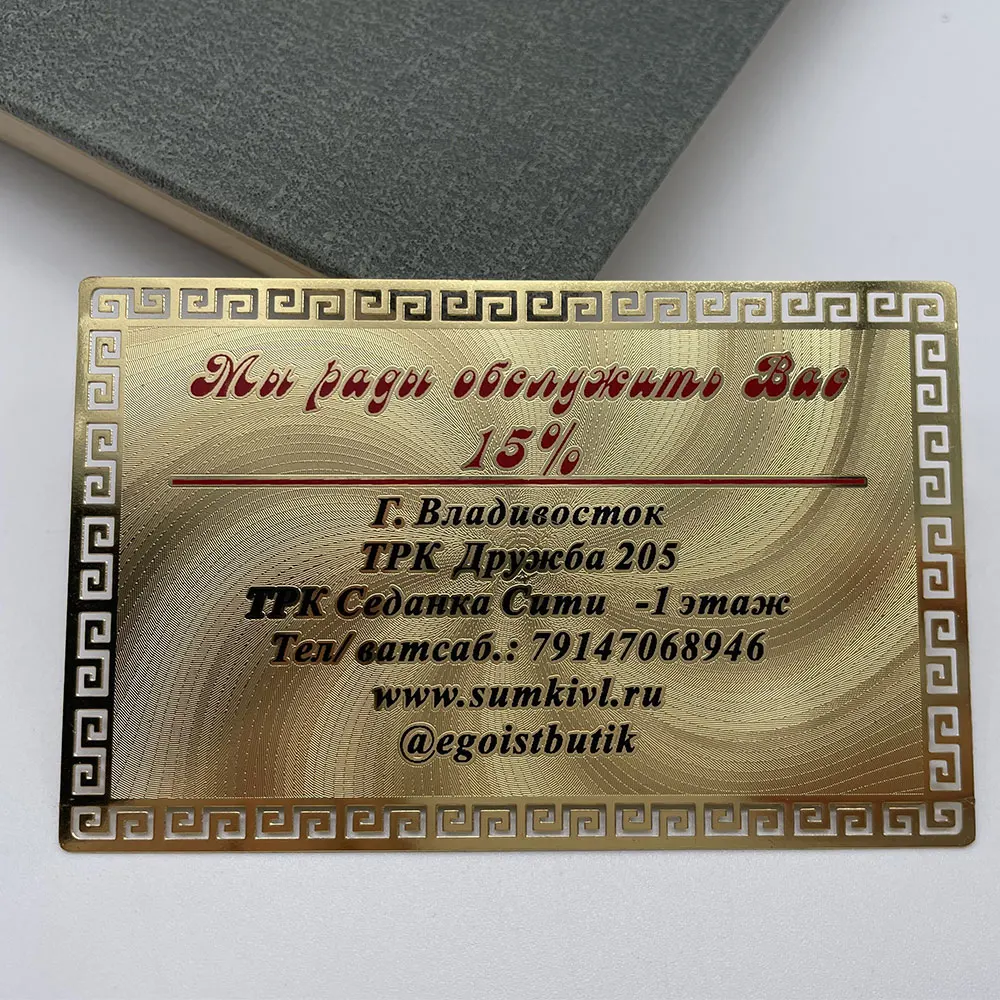 Мы рады обслужить Вас
15%
Г. Владивосток
ТРК Дружба 205
ТРК Седанка Сити -1 этаж
Тел/ ватсаб.: 79147068946
www.sumkivl.ru
@egoistbutik